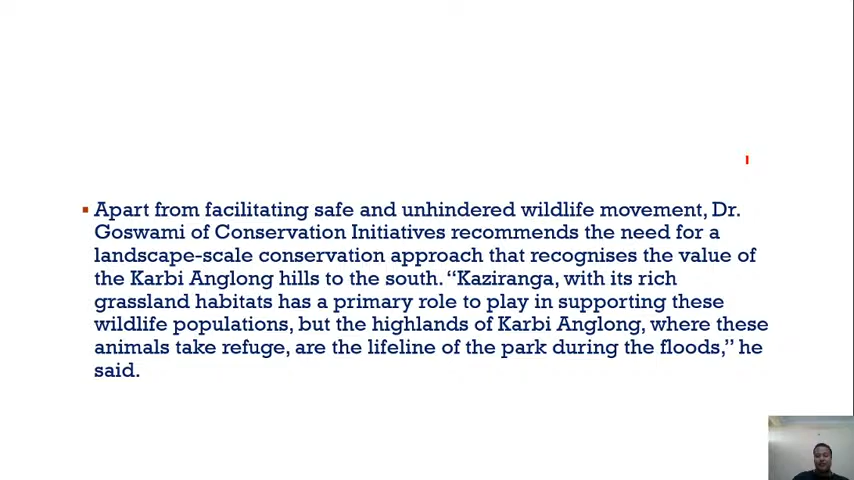 Apart from facilitating safe and unhindered wildlife movement, Dr.
Goswami of Conservation Initiatives recommends the need for a
landscape-scale conservation approach that recognises the value of
the Karbi Anglong hills to the south. “Kaziranga, with its rich
grassland habitats has a primary role to play in supporting these
wildlife populations, but the highlands of Karbi Anglong, where these
animals take refuge, are the lifeline of the park during the floods,” he
said.